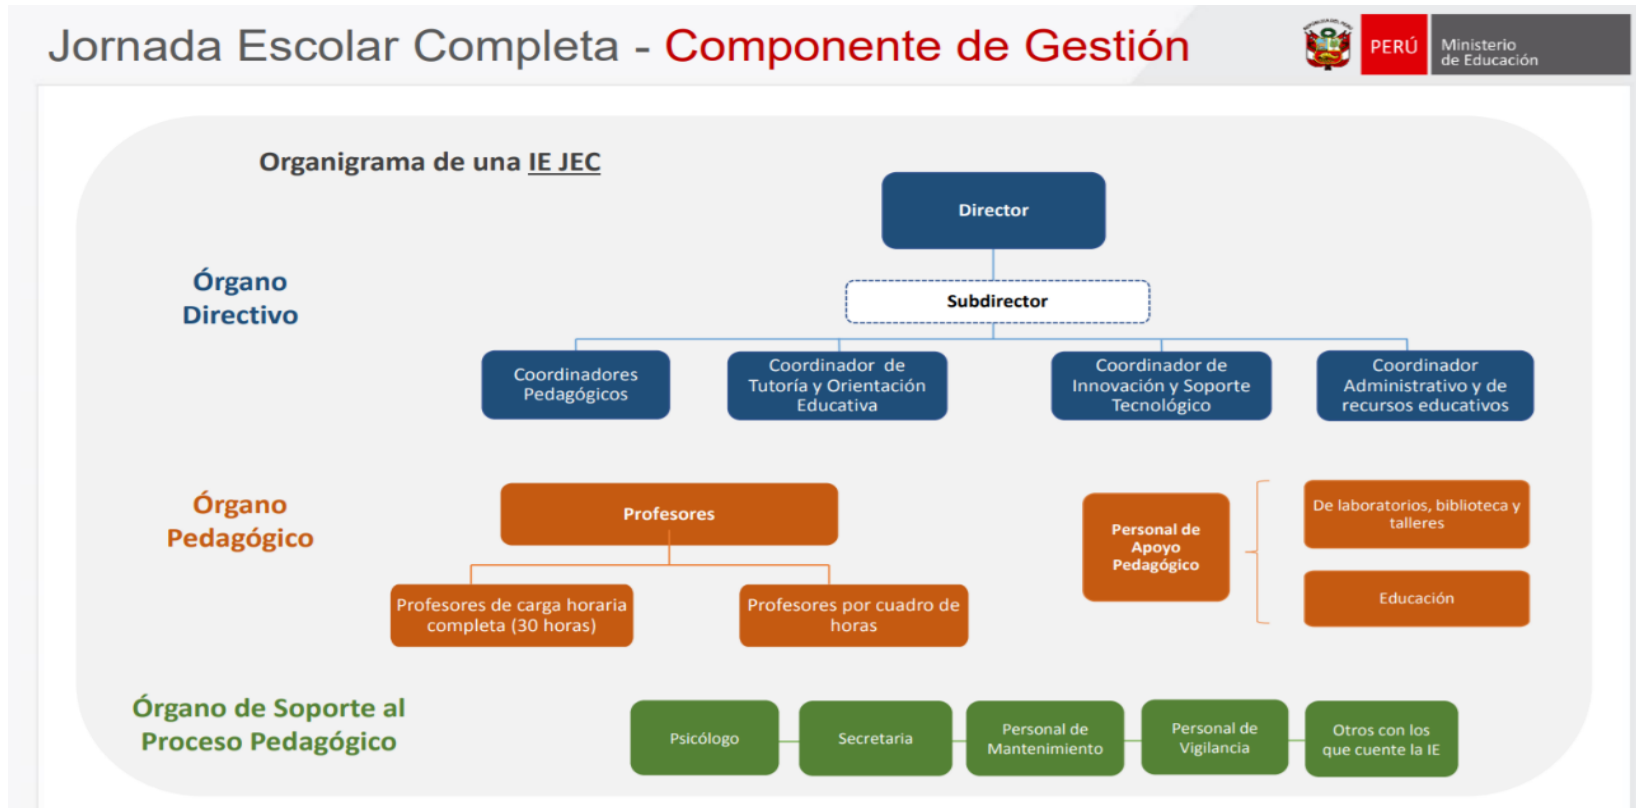 Jornada Escolar Completa - Componente de Gestión
PERÚ
Ministerio
de Educación
Organigrama de una IE JEC
Director
Órgano
Directivo
Subdirector
Coordinadores
Pedagógicos
Coordinador de
Tutoría y Orientación
Educativa
Coordinador de
Innovación y Soporte
Tecnológico
Coordinador
Administrativo y de
recursos educativos
Órgano
Pedagógico
Profesores
Profesores de carga horaria
completa (30 horas)
Profesores por cuadro de
horas
Personal de
Apoyo
Pedagógico
De laboratorios, biblioteca y
talleres
Educación
Órgano de Soporte al
Proceso Pedagógico
Psicólogo
Secretaria
Personal de
Mantenimiento
Personal de
Vigilancia
Otros con los
que cuente la IE